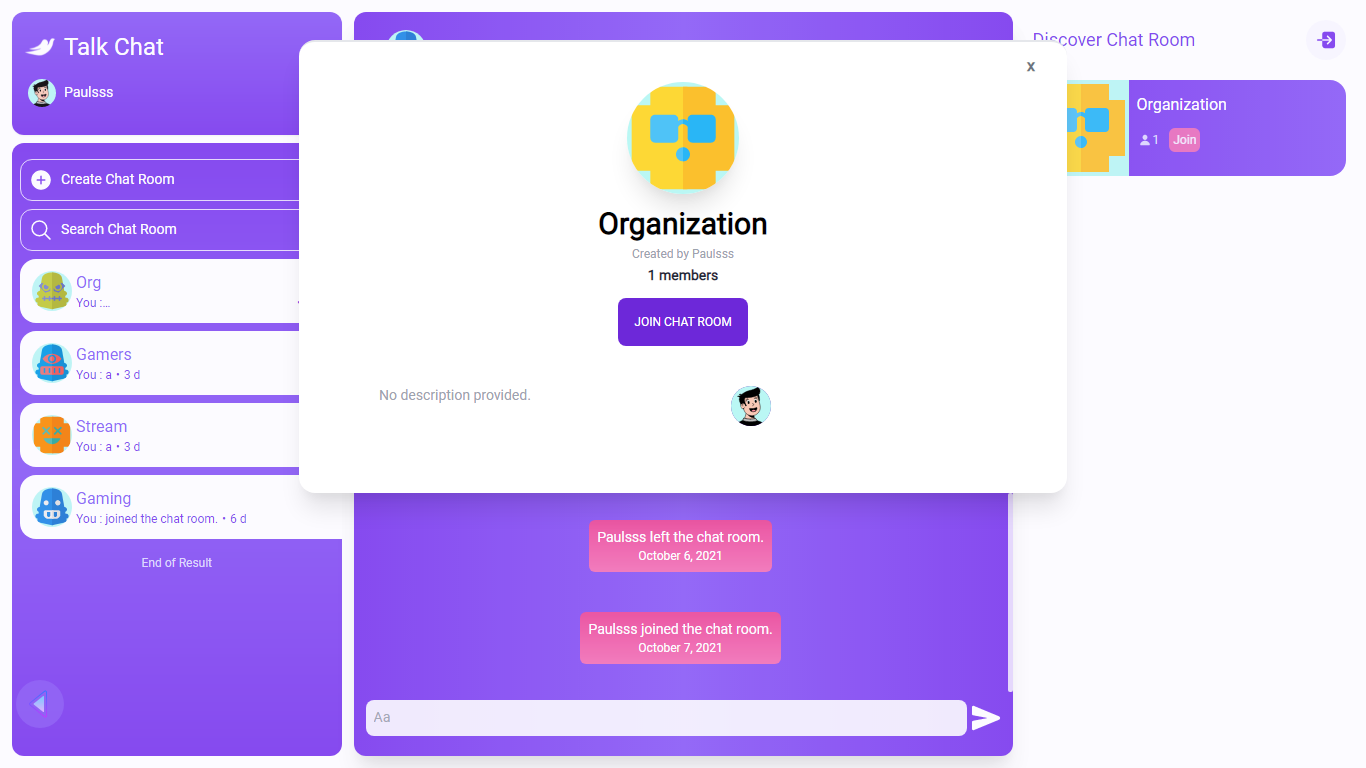 Talk Chat
Paulsss
Create Chat Room
Search Chat Room
Org
You :...
Gamers
You : a • 3 d
Stream
You : a • 3 d
Gaming
You : joined the chat room. • 6 d
End of Result
x
Organization
Created by Paulsss
1 members
JOIN CHAT ROOM
No description provided.
Paulsss left the chat room.
October 6, 2021
Paulsss joined the chat room.
October 7, 2021
Aa
Discover Chat Room
Organization
1 Join